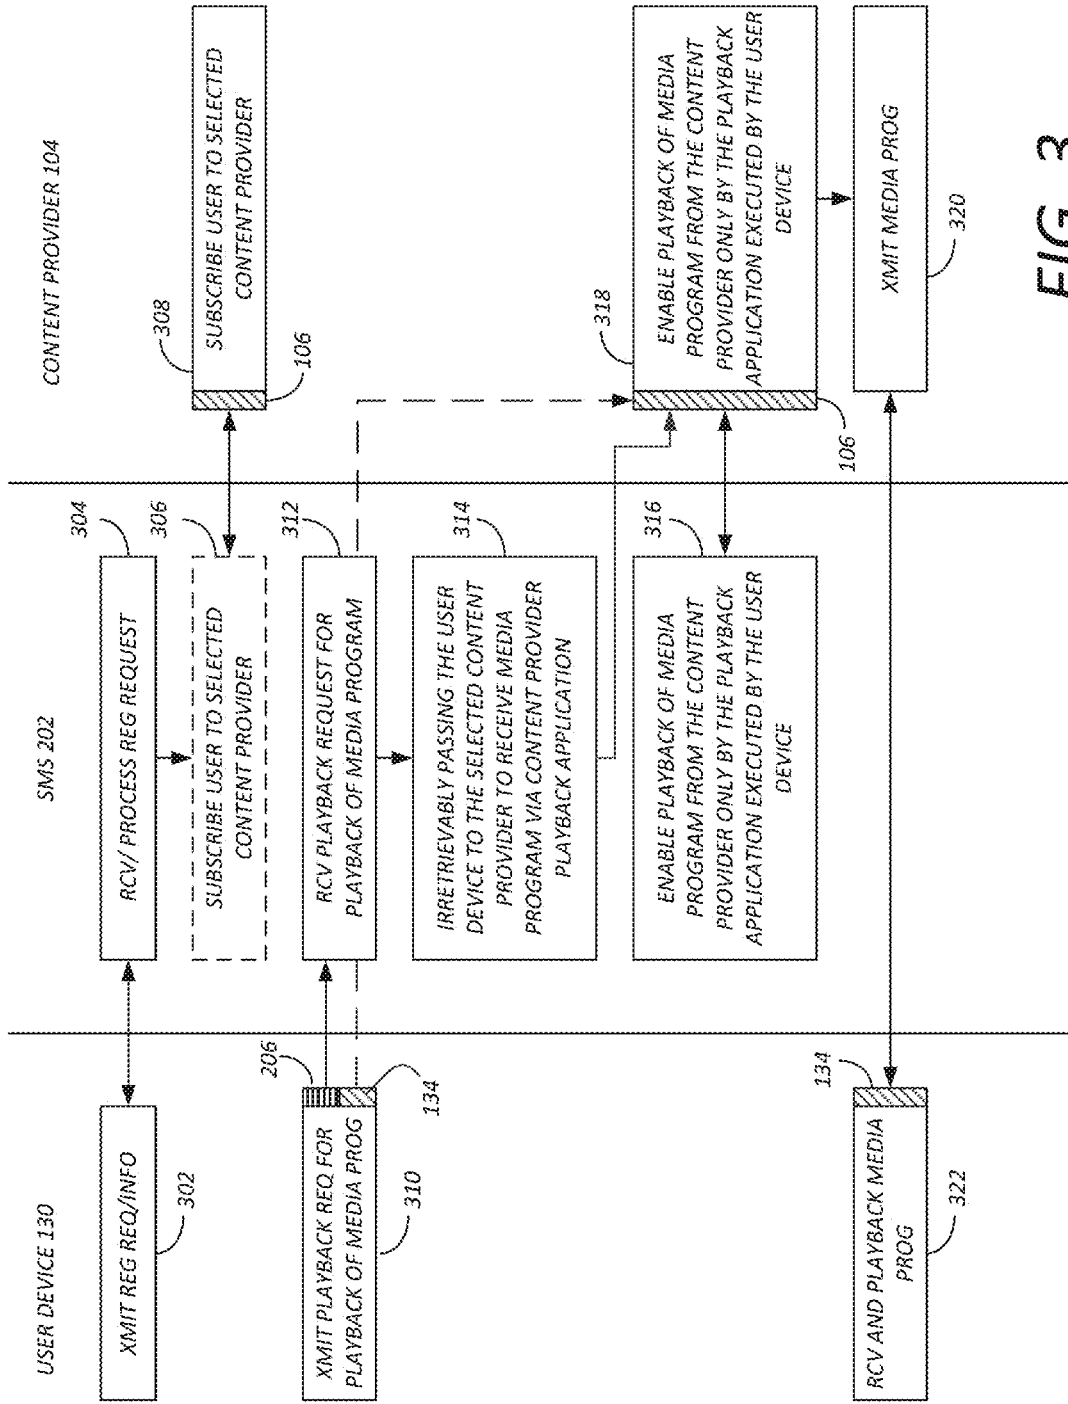 USER DEVICE 130
SMS 202
CONTENT PROVIDER 104
XMIT REG REQ/INFO
302
RCV/ PROCESS REG REQUEST
304
SUBSCRIBE USER TO SELECTED
CONTENT PROVIDER
306
SUBSCRIBE USER TO SELECTED
CONTENT PROVIDER
308
106
XMIT PLAYBACK REQ FOR
PLAYBACK OF MEDIA PROG
310
206
134
RCV PLAYBACK REQUEST FOR
PLAYBACK OF MEDIA PROGRAM
312
IRRETRIEVABLY PASSING THE USER
DEVICE TO THE SELECTED CONTENT
PROVIDER TO RECEIVE MEDIA
PROGRAM VIA CONTENT PROVIDER
PLAYBACK APPLICATION
314
ENABLE PLAYBACK OF MEDIA
PROGRAM FROM THE CONTENT
PROVIDER ONLY BY THE PLAYBACK
APPLICATION EXECUTED BY THE USER
DEVICE
316
ENABLE PLAYBACK OF MEDIA
PROGRAM FROM THE CONTENT
PROVIDER ONLY BY THE PLAYBACK
APPLICATION EXECUTED BY THE USER
DEVICE
318
106
RCV AND PLAYBACK MEDIA
PROG
322
134
XMIT MEDIA PROG
320
FIG. 3